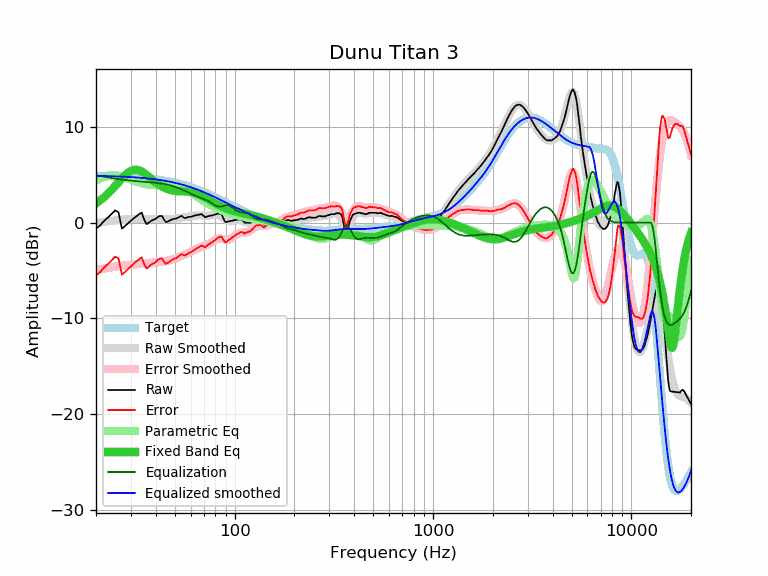 Dunu Titan 3
Amplitude (dBr)
10
0
−10
−20
−30
Target
Raw Smoothed
Error Smoothed
Raw
Error
Parametric Eq
Fixed Band Eq
Equalization
Equalized smoothed
100
1000
10000
Frequency (Hz)